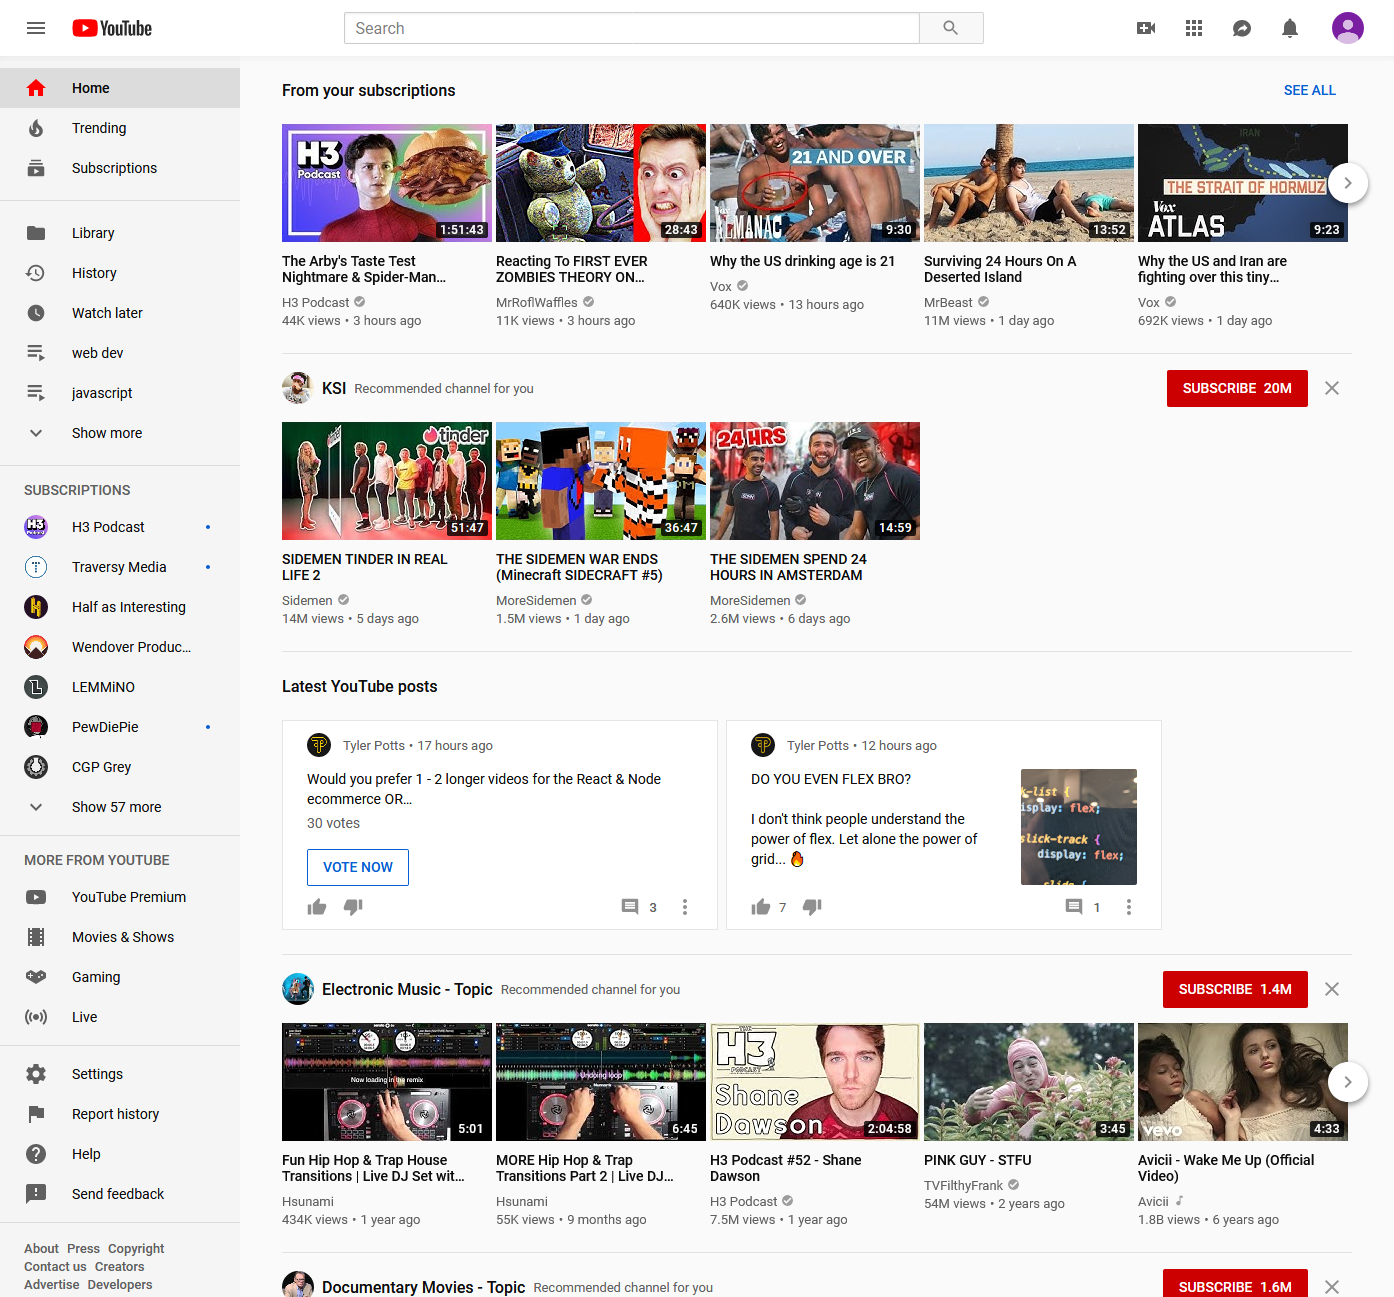 YouTube
Search
Home
Trending
Subscriptions
Library
History
Watch later
web dev
javascript
Show more
SUBSCRIPTIONS
H3 Podcast
Traversy Media
Half as Interesting
Wendover Produc...
LEMMiNO
PewDiePie
CGP Grey
Show 57 more
MORE FROM YOUTUBE
YouTube Premium
Movies & Shows
Gaming
Live
Settings
Report history
Help
Send feedback
About Press Copyright
Contact us Creators
Advertise Developers
From your subscriptions
SEE ALL
H3
Podcast
1:51:43
The Arby's Taste Test
Nightmare & Spider-Man...
H3 Podcast
44K views • 3 hours ago
28:43
Reacting To FIRST EVER
ZOMBIES THEORY ON...
MrRoflWaffles
11K views • 3 hours ago
21 AND OVER
ALMANAC
9:30
Why the US drinking age is 21
Vox
640K views • 13 hours ago
13:52
Surviving 24 Hours On A
Deserted Island
MrBeast
11M views • 1 day ago
IRAN
THE STRAIT OF HORMUZ
Vox
ATLAS
9:23
Why the US and Iran are
fighting over this tiny...
Vox
692K views • 1 day ago
KSI Recommended channel for you
SUBSCRIBE 20M
tinder
51:47
SIDEMEN TINDER IN REAL
LIFE 2
Sidemen
14M views • 5 days ago
36:47
THE SIDEMEN WAR ENDS
(Minecraft SIDECRAFT #5)
MoreSidemen
1.5M views • 1 day ago
24 HRS
14:59
THE SIDEMEN SPEND 24
HOURS IN AMSTERDAM
MoreSidemen
2.6M views • 6 days ago
Latest YouTube posts
Tyler Potts • 17 hours ago
Would you prefer 1 - 2 longer videos for the React & Node
ecommerce OR...
30 votes
VOTE NOW
3
Tyler Potts • 12 hours ago
DO YOU EVEN FLEX BRO?
I don't think people understand the
power of flex. Let alone the power of
grid... 🔥
k-list {
isplay: flex;
slick-track {
display: flex;
7
1
Electronic Music - Topic Recommended channel for you
SUBSCRIBE 1.4M
Now loading in the remix
5:01
Fun Hip Hop & Trap House
Transitions | Live DJ Set wit...
Hsunami
434K views • 1 year ago
Undoing loop
6:45
MORE Hip Hop & Trap
Transitions Part 2 | Live DJ...
Hsunami
55K views • 9 months ago
THE
H3
PODCAST
Shane
Dawson
2:04:58
H3 Podcast #52 - Shane
Dawson
H3 Podcast
7.5M views • 1 year ago
3:45
PINK GUY - STFU
TVFilthyFrank
54M views • 2 years ago
vevo
4:33
Avicii - Wake Me Up (Official
Video)
Avicii
1.8B views • 6 years ago
Documentary Movies - Topic Recommended channel for you
SUBSCRIBE 1.6M